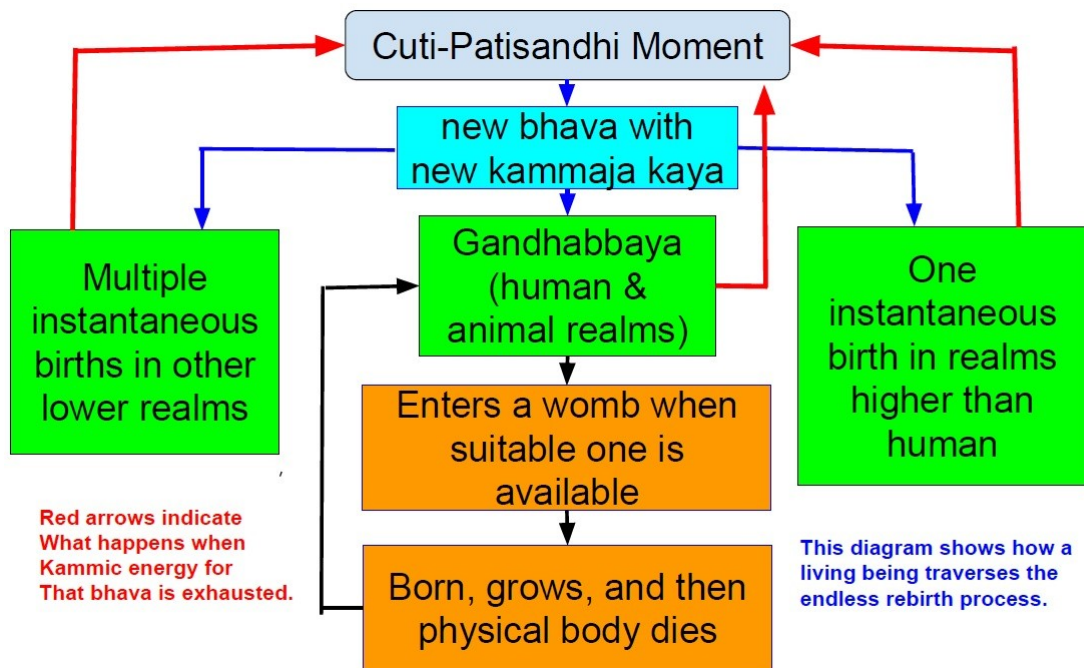 Cuti-Patisandhi Moment
new bhava with
new kammaja kaya
Multiple
instantaneous
births in other
lower realms
Gandhabbaya
(human &
animal realms)
One
instantaneous
birth in realms
higher than
human
Enters a womb when
suitable one is
available
Born, grows, and then
physical body dies
Red arrows indicate
What happens when
Kammic energy for
That bhava is exhausted.
This diagram shows how a
living being traverses the
endless rebirth process.